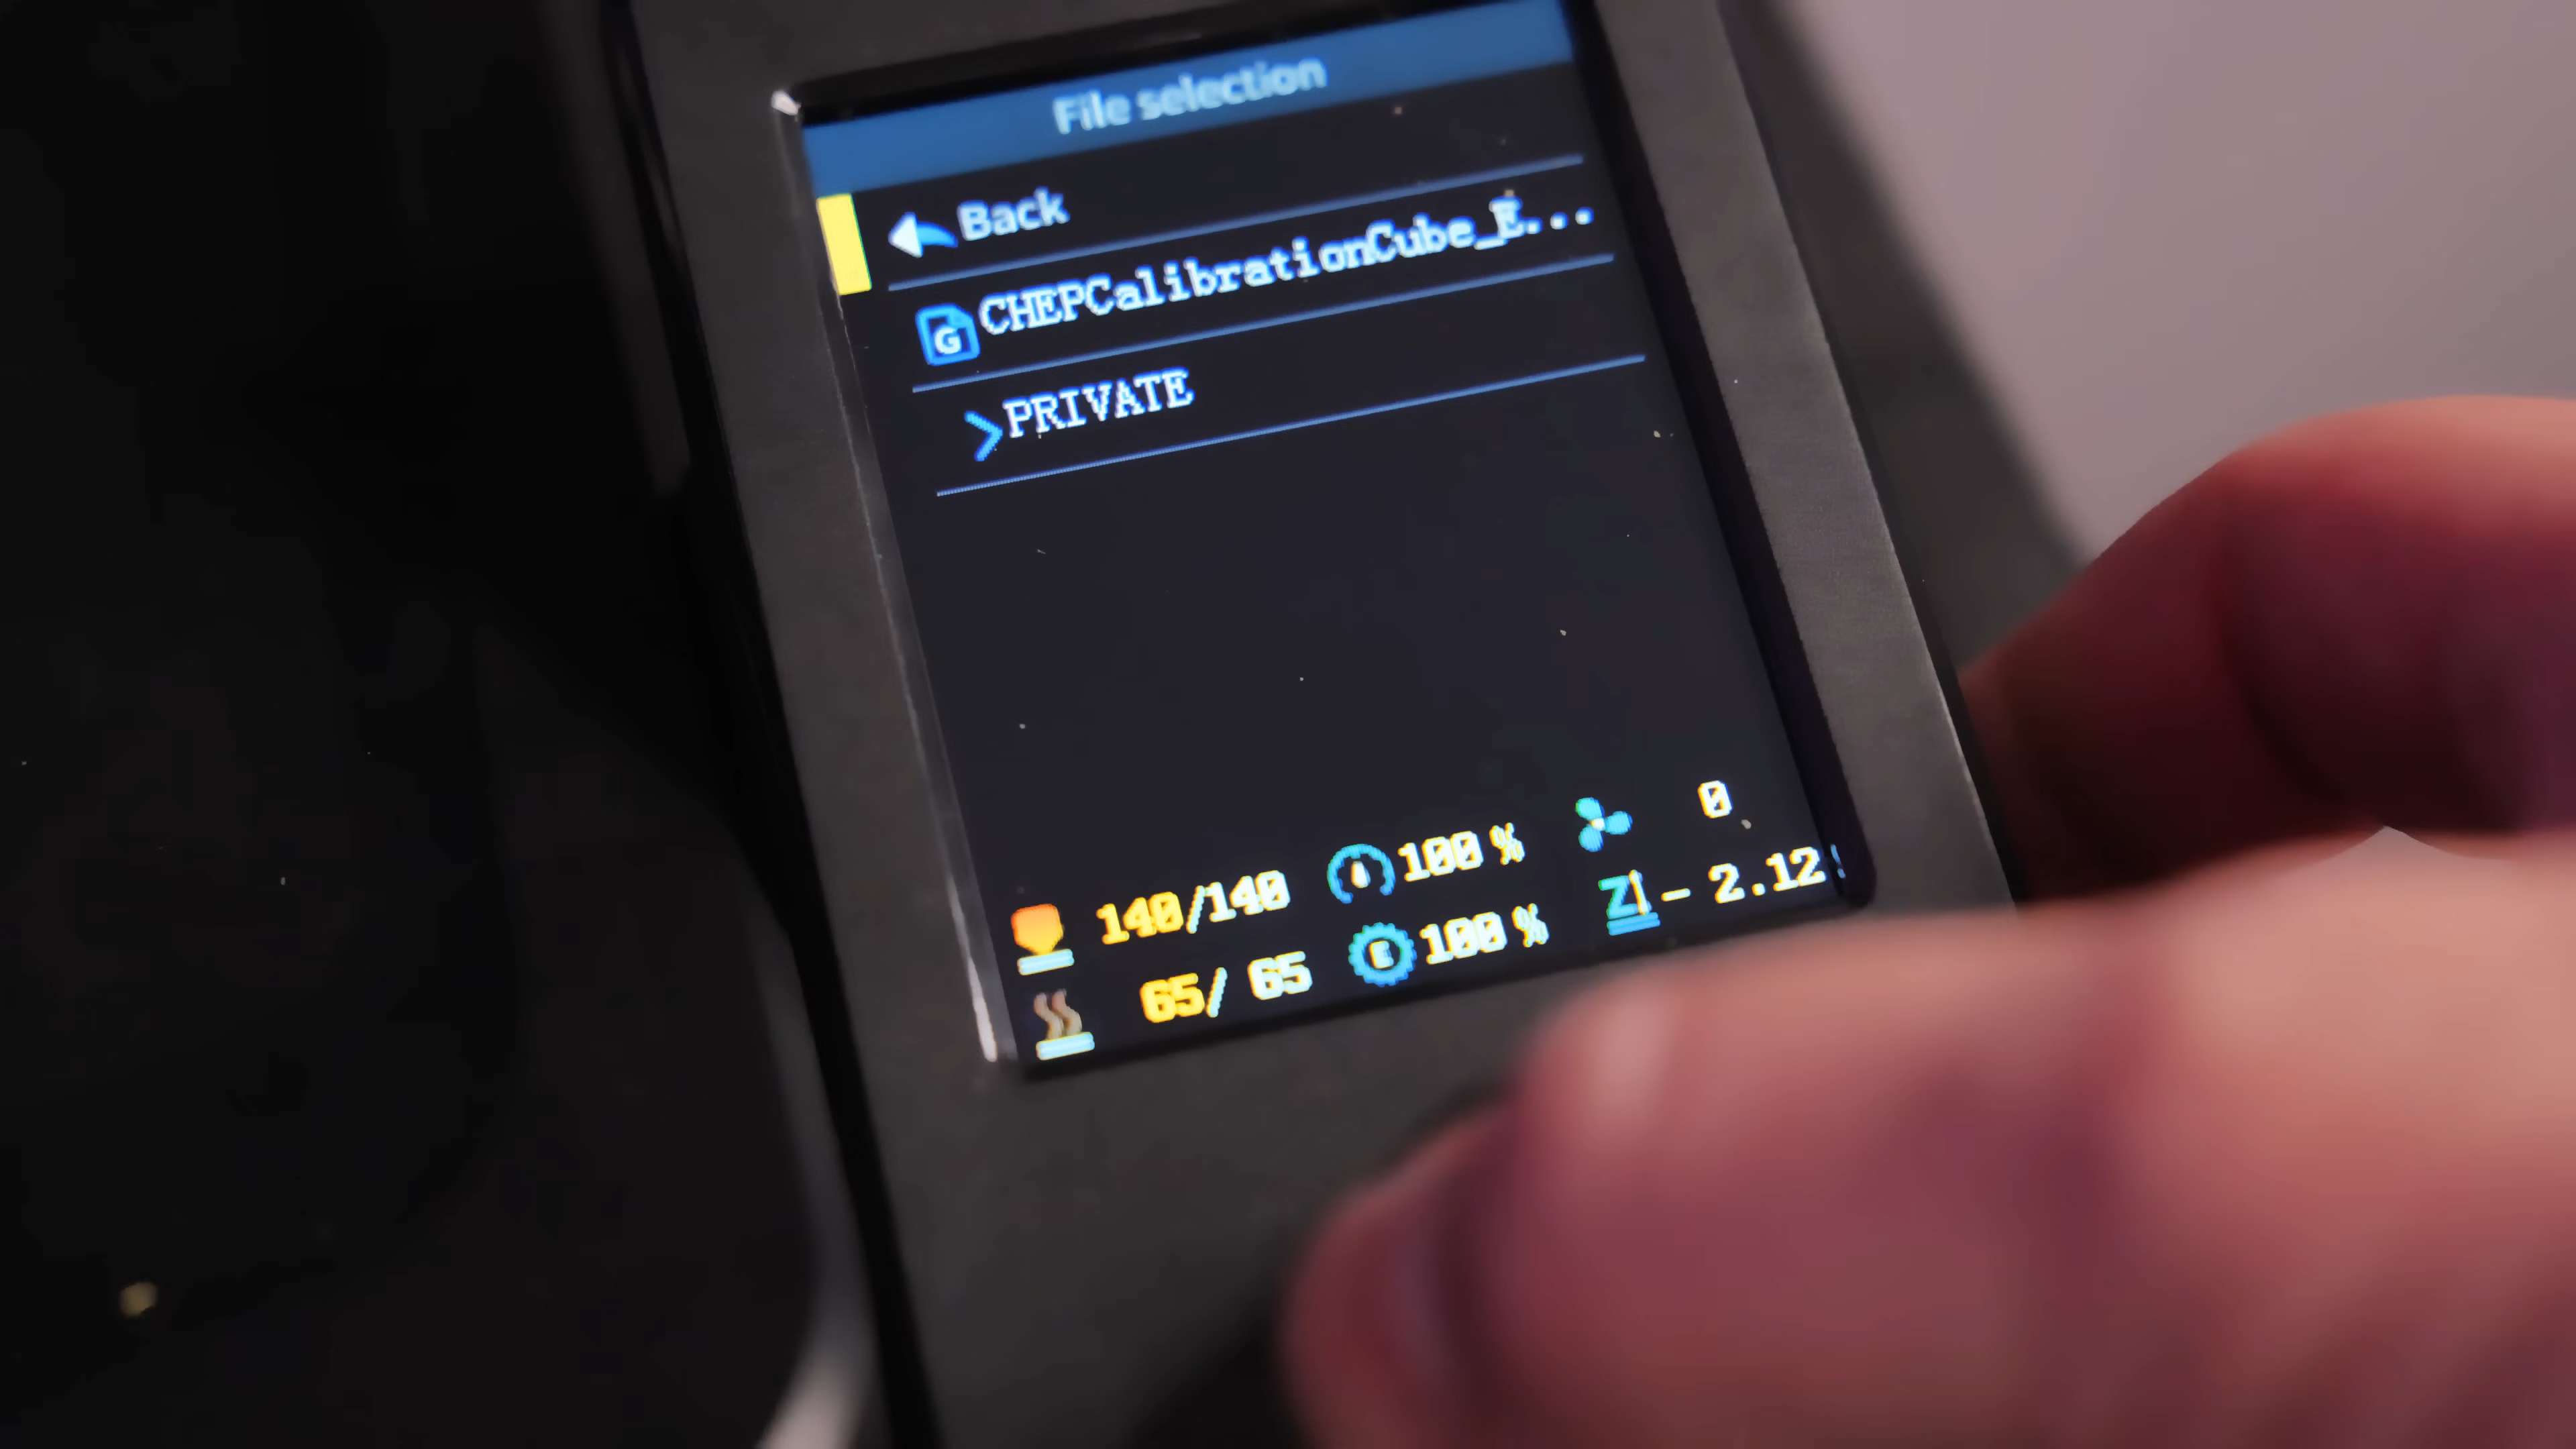 File selection
Back
G CHEPCalibrationCube_E...
PRIVATE
140/140 100% 0
65/ 65 E 100% Z - 2.12